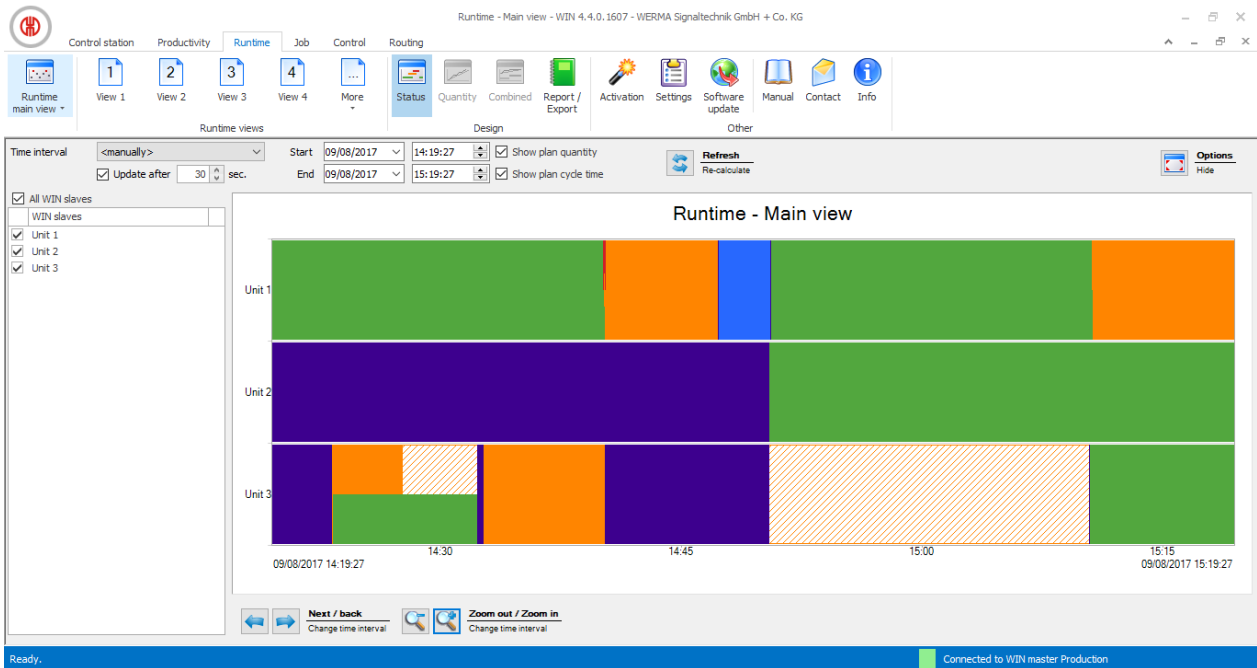 Runtime - Main view - WIN 4.4.0.1607 - WERMA Signaltechnik GmbH + Co. KG
Control station Productivity Runtime Job Control Routing
Runtime main view
1 View 1
2 View 2
3 View 3
4 View 4
... More
Status
Quantity
Combined
Report / Export
Activation
Settings
Software update
Manual
Contact
Info
Runtime views Design Other
Time interval <manually> Start 09/08/2017 14:19:27 Show plan quantity
Update after 30 sec. End 09/08/2017 15:19:27 Show plan cycle time
Refresh
Re-calculate
Options
Hide
All WIN slaves
WIN slaves
Unit 1
Unit 2
Unit 3
Runtime - Main view
Unit 1
Unit 2
Unit 3
14:30 14:45 15:00 15:15
09/08/2017 14:19:27 09/08/2017 15:19:27
Next / back
Change time interval
Zoom out / Zoom in
Change time interval
Ready. Connected to WIN master Production